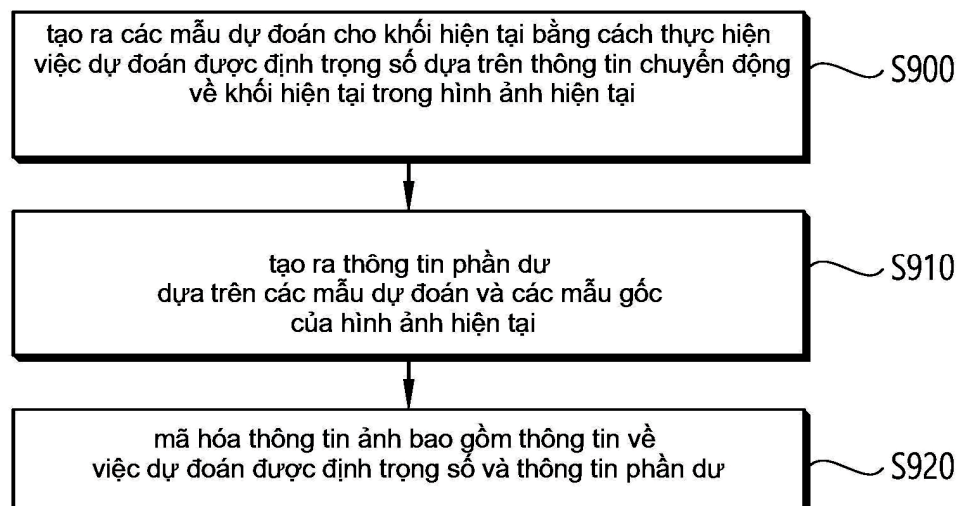 tạo ra các mẫu dự đoán cho khối hiện tại bằng cách thực hiện
việc dự đoán được định trọng số dựa trên thông tin chuyển động
về khối hiện tại trong hình ảnh hiện tại
S900
tạo ra thông tin phần dư
dựa trên các mẫu dự đoán và các mẫu gốc
của hình ảnh hiện tại
S910
mã hóa thông tin ảnh bao gồm thông tin về
việc dự đoán được định trọng số và thông tin phần dư
S920